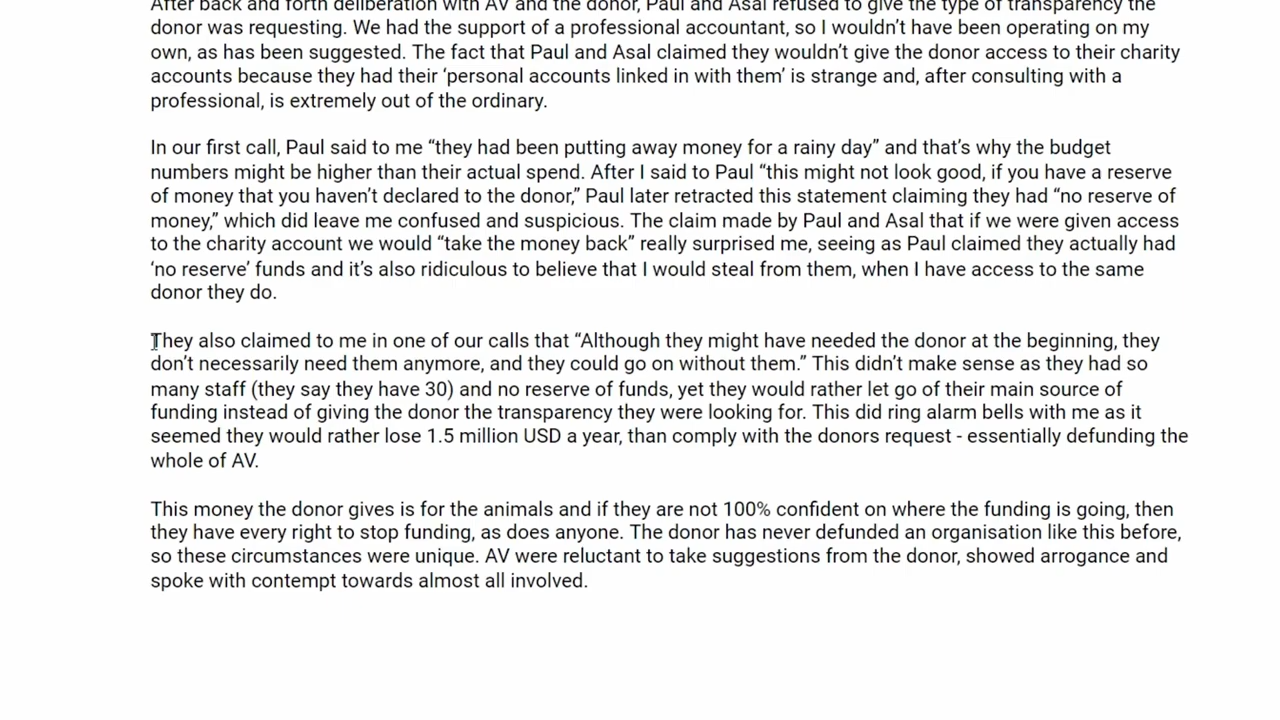 After back and forth deliberation with AV and the donor, Paul and Asal refused to give the type of transparency the
donor was requesting. We had the support of a professional accountant, so I wouldn’t have been operating on my
own, as has been suggested. The fact that Paul and Asal claimed they wouldn’t give the donor access to their charity
accounts because they had their ‘personal accounts linked in with them’ is strange and, after consulting with a
professional, is extremely out of the ordinary.
In our first call, Paul said to me “they had been putting away money for a rainy day” and that’s why the budget
numbers might be higher than their actual spend. After I said to Paul “this might not look good, if you have a reserve
of money that you haven’t declared to the donor,” Paul later retracted this statement claiming they had “no reserve of
money,” which did leave me confused and suspicious. The claim made by Paul and Asal that if we were given access
to the charity account we would “take the money back” really surprised me, seeing as Paul claimed they actually had
‘no reserve’ funds and it’s also ridiculous to believe that I would steal from them, when I have access to the same
donor they do.
They also claimed to me in one of our calls that “Although they might have needed the donor at the beginning, they
don’t necessarily need them anymore, and they could go on without them.” This didn’t make sense as they had so
many staff (they say they have 30) and no reserve of funds, yet they would rather let go of their main source of
funding instead of giving the donor the transparency they were looking for. This did ring alarm bells with me as it
seemed they would rather lose 1.5 million USD a year, than comply with the donors request - essentially defunding the
whole of AV.
This money the donor gives is for the animals and if they are not 100% confident on where the funding is going, then
they have every right to stop funding, as does anyone. The donor has never defunded an organisation like this before,
so these circumstances were unique. AV were reluctant to take suggestions from the donor, showed arrogance and
spoke with contempt towards almost all involved.